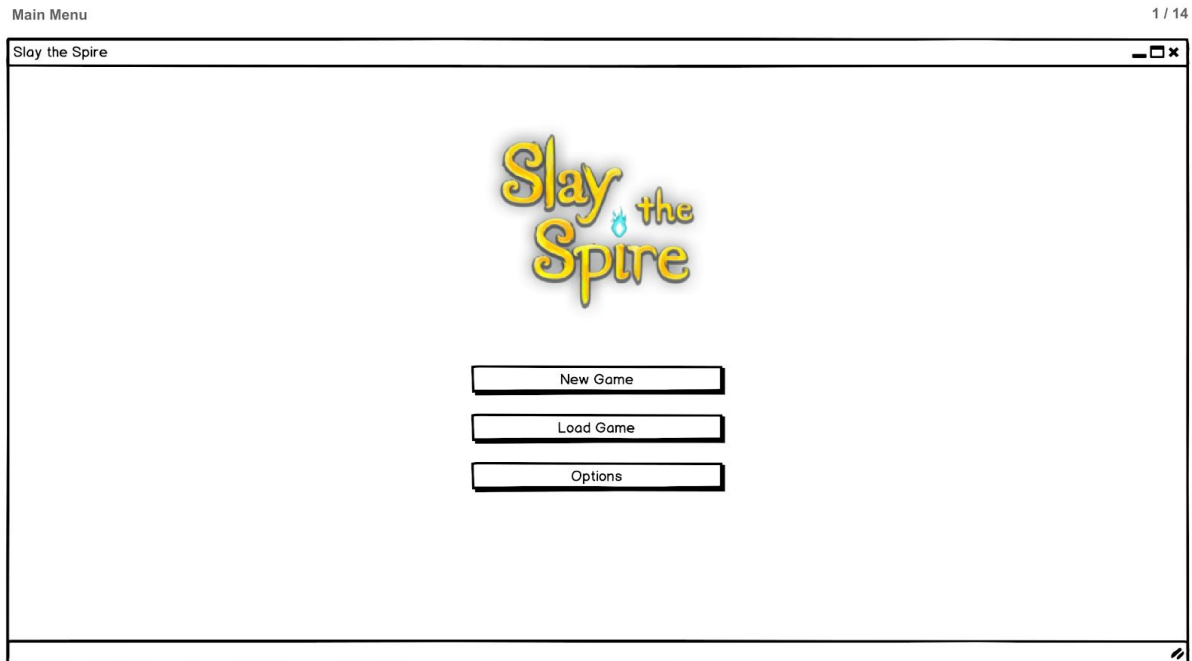 Main Menu
1 / 14
Slay the Spire
Slay the
Spire
New Game
Load Game
Options